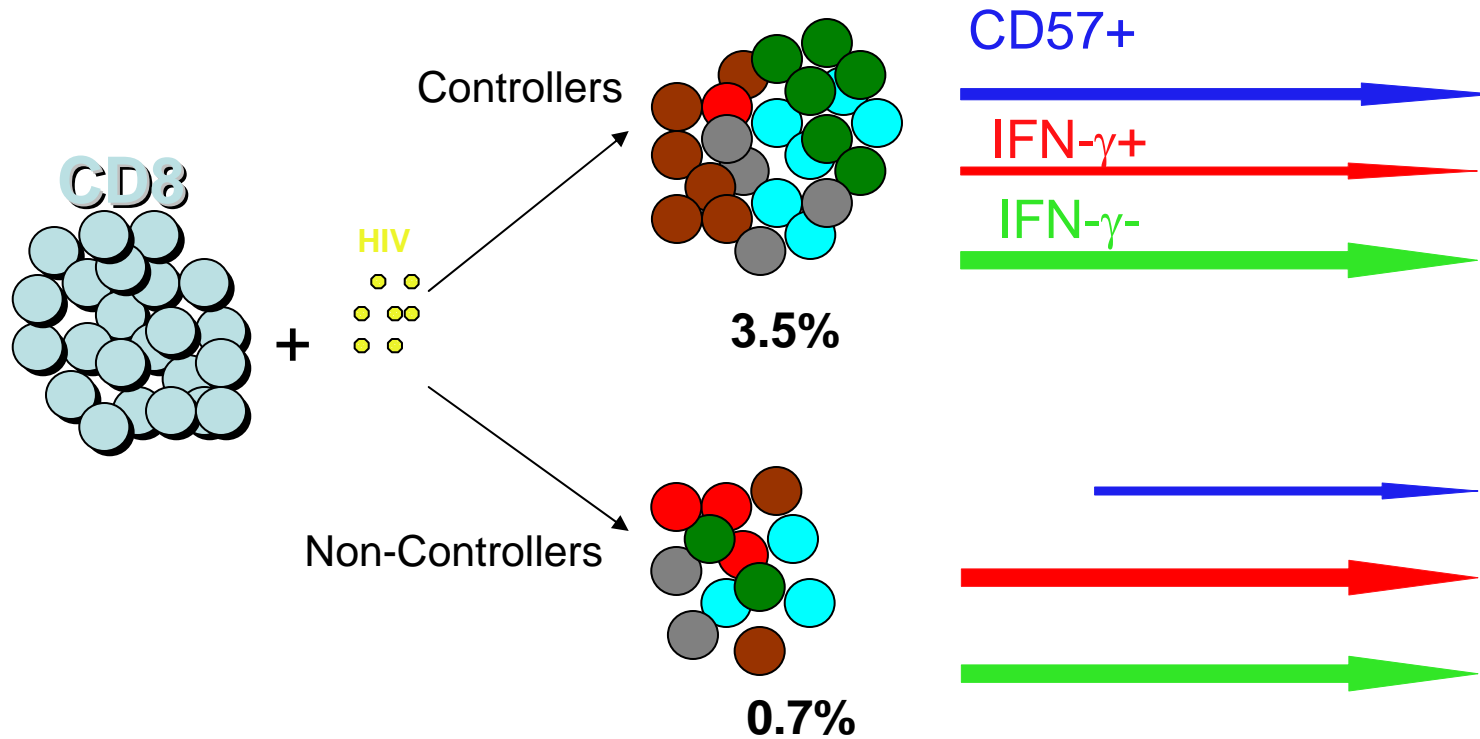 CD57+
Controllers
IFN-γ+
CD8
IFN-γ-
HIV
+
3.5%
Non-Controllers
0.7%